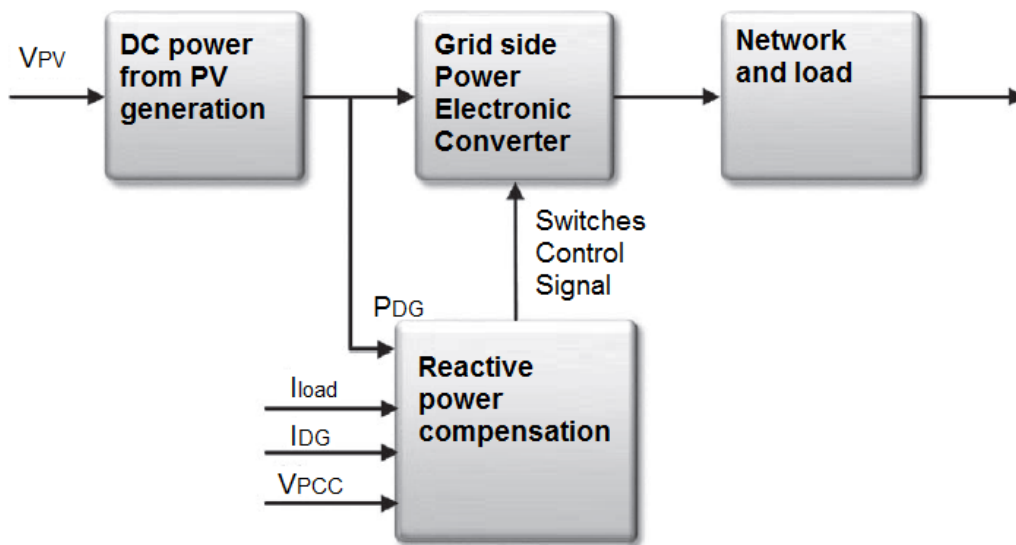 VPV
DC power
from PV
generation
Grid side
Power
Electronic
Converter
Network
and load
Switches
Control
Signal
PDG
Iload
IDG
VPCC
Reactive
power
compensation